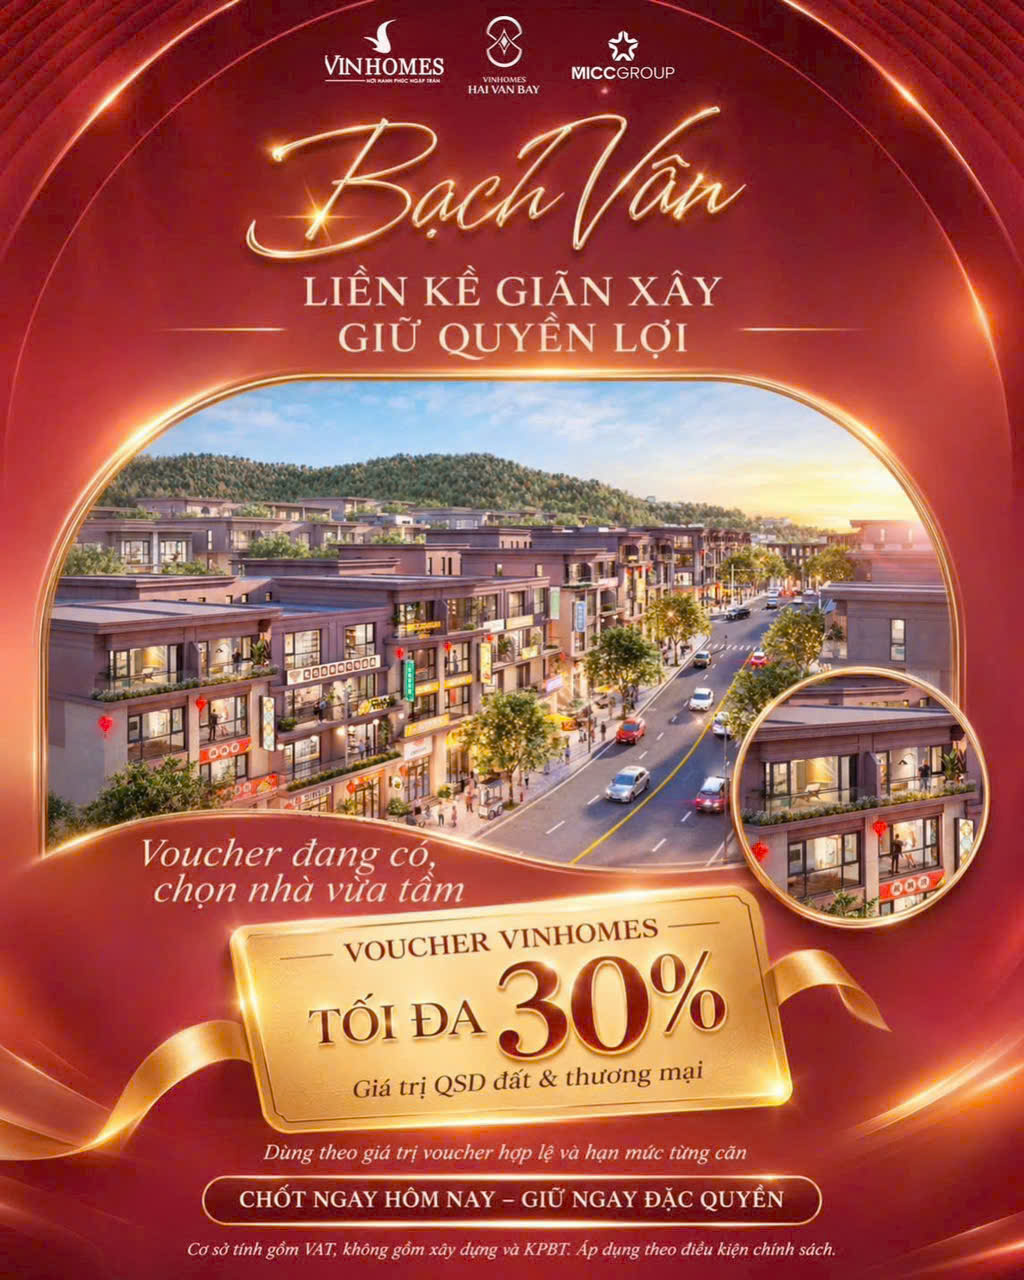 VINHOMES
NƠI HẠNH PHÚC NGẬP TRÀN
VINHOMES
HAI VAN BAY
MICCGROUP
Bạch Vân
LIỀN KỀ GIÃN XÂY
GIỮ QUYỀN LỢI
Voucher đang có,
chọn nhà vừa tầm
VOUCHER VINHOMES
TỐI ĐA 30%
Giá trị QSD đất & thương mại
Dùng theo giá trị voucher hợp lệ và hạn mức từng căn
CHỐT NGAY HÔM NAY – GIỮ NGAY ĐẶC QUYỀN
Cơ sở tính gồm VAT, không gồm xây dựng và KPBT. Áp dụng theo điều kiện chính sách.